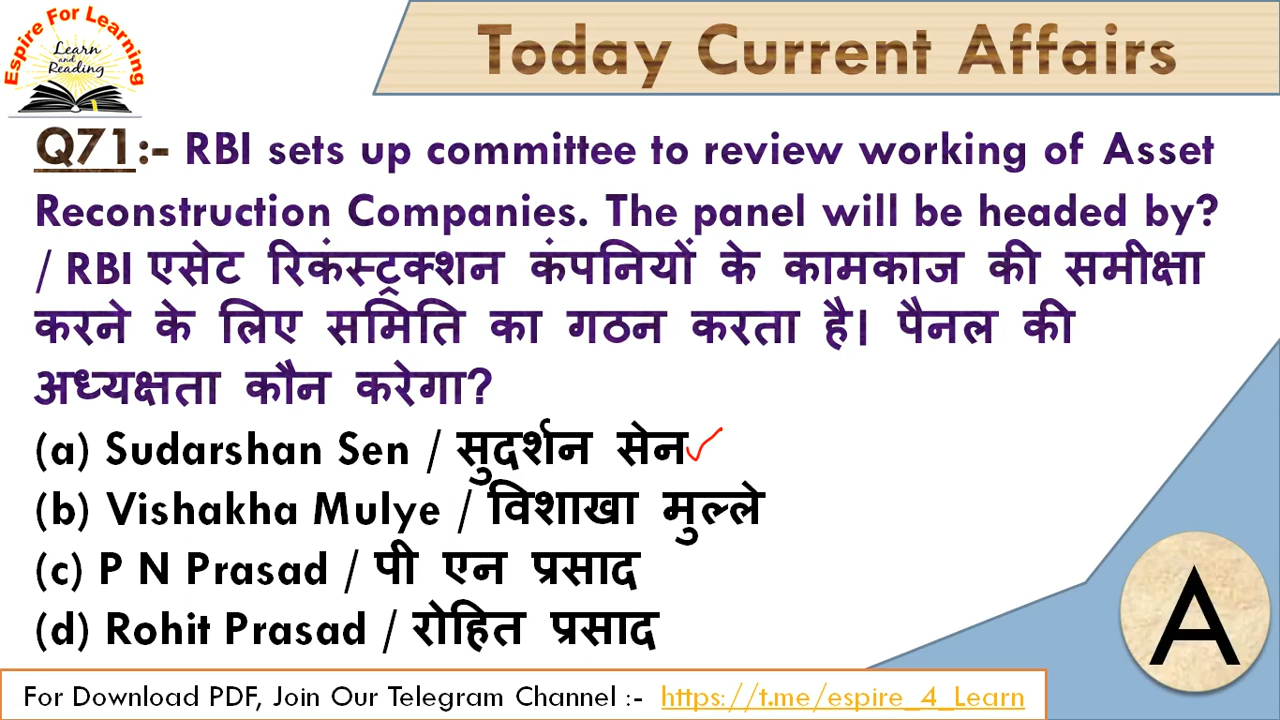 Espire For Learning
Learn
and
Reading
Today Current Affairs
Q71:- RBI sets up committee to review working of Asset
Reconstruction Companies. The panel will be headed by?
/ RBI एसेट रिकंस्ट्रक्शन कंपनियों के कामकाज की समीक्षा
करने के लिए समिति का गठन करता है। पैनल की
अध्यक्षता कौन करेगा?
(a) Sudarshan Sen / सुदर्शन सेन
(b) Vishakha Mulye / विशाखा मुल्ले
(c) P N Prasad / पी एन प्रसाद
(d) Rohit Prasad / रोहित प्रसाद
A
For Download PDF, Join Our Telegram Channel :- https://t.me/espire_4_Learn